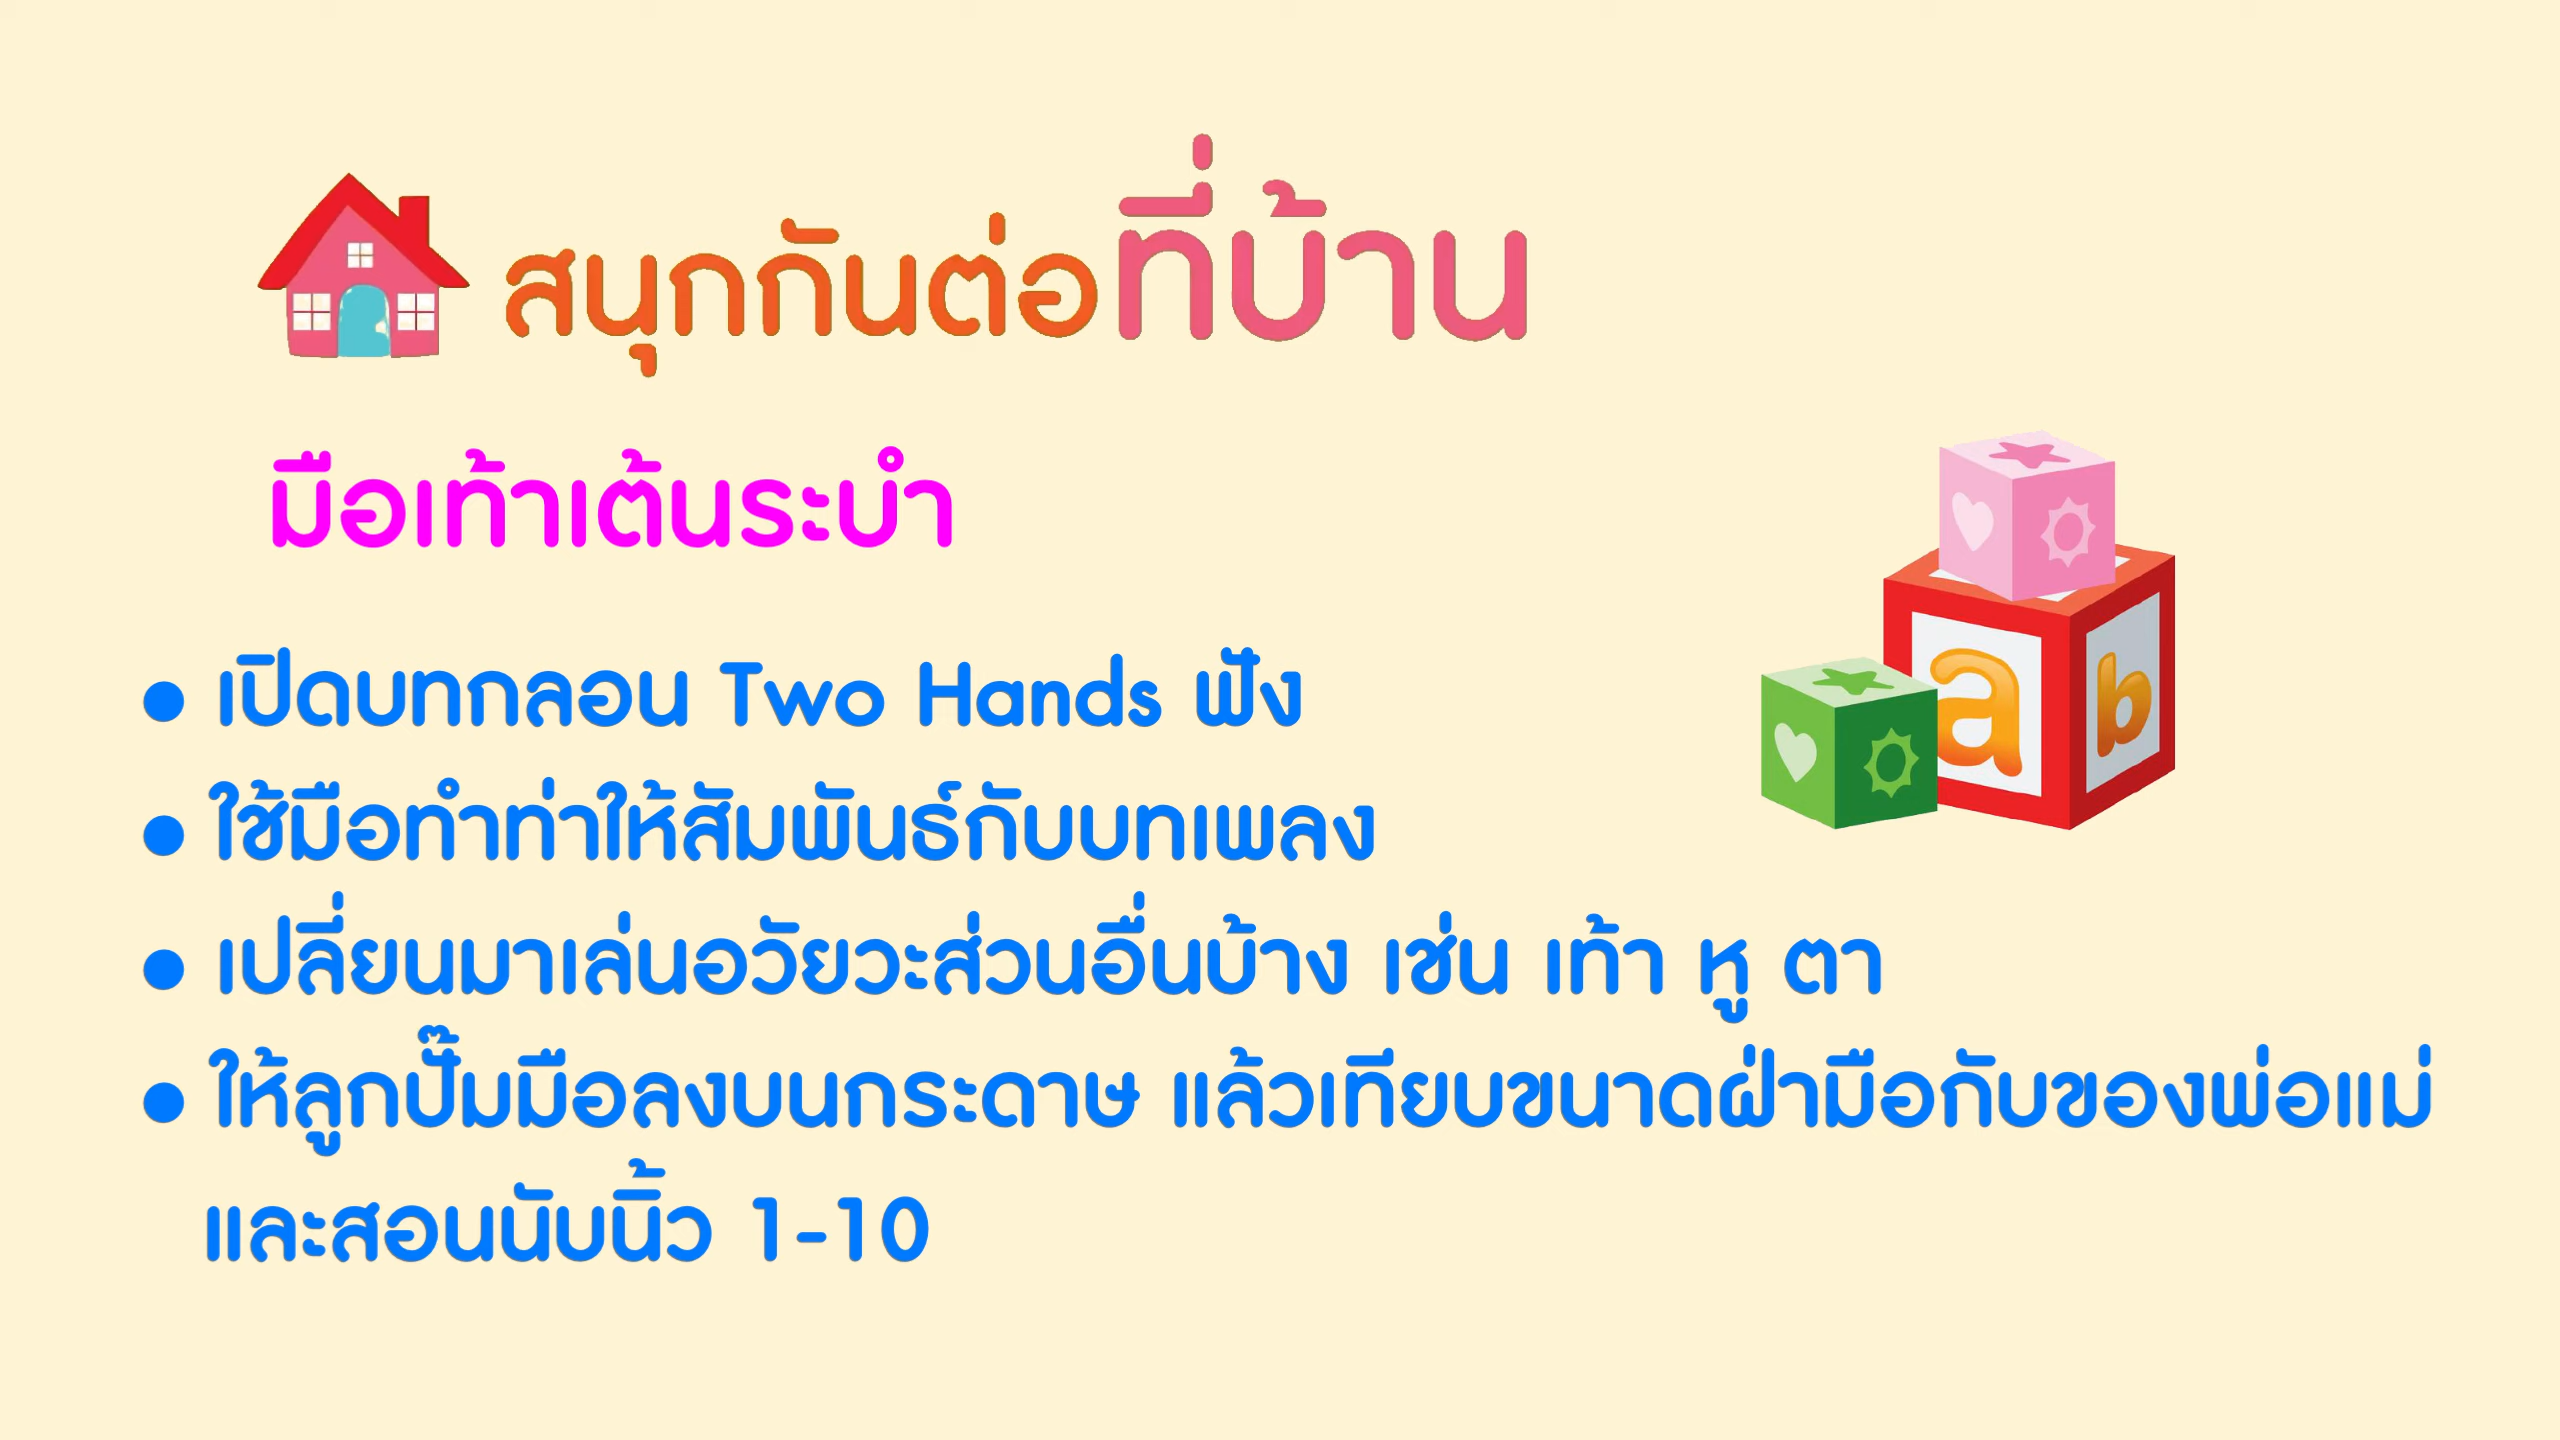 สนุกกันต่อที่บ้าน
มือเท้าเต้นระบำ
• เปิดบทกลอน Two Hands ฟัง
• ใช้มือทำท่าให้สัมพันธ์กับบทเพลง
• เปลี่ยนมาเล่นอวัยวะส่วนอื่นบ้าง เช่น เท้า หู ตา
• ให้ลูกปั๊มมือลงบนกระดาษ แล้วเทียบขนาดฝ่ามือกับของพ่อแม่
และสอนนับนิ้ว 1-10
a b